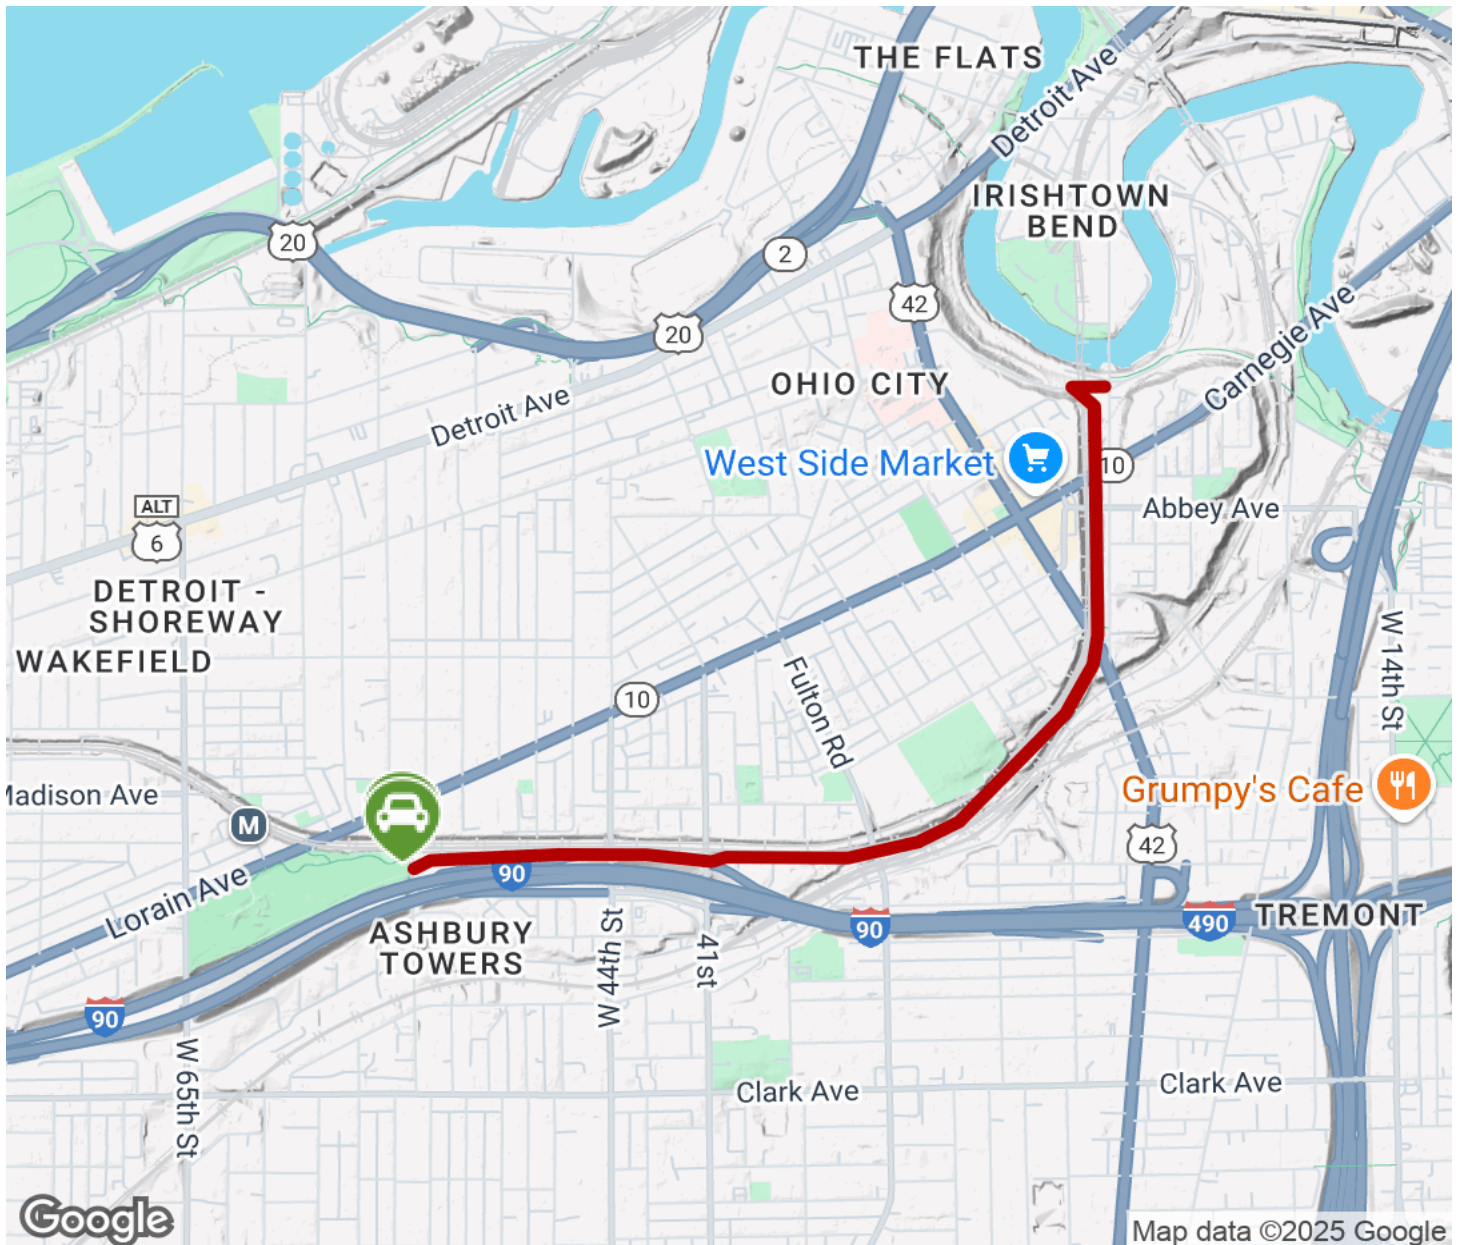 THE FLATS
Detroit Ave
IRISHTOWN
BEND
20
2
42
20
Carnegie Ave
OHIO CITY
Detroit Ave
West Side Market
10
ALT
6
Abbey Ave
DETROIT -
SHOREWAY
WAKEFIELD
W 14th St
Fulton Rd
10
Madison Ave
Grumpy's Cafe
M
42
90
Lorain Ave
90
490
TREMONT
ASHBURY
TOWERS
W 44th St
41st
90
W 65th St
Clark Ave
Clark Ave
Google
Map data ©2025 Google